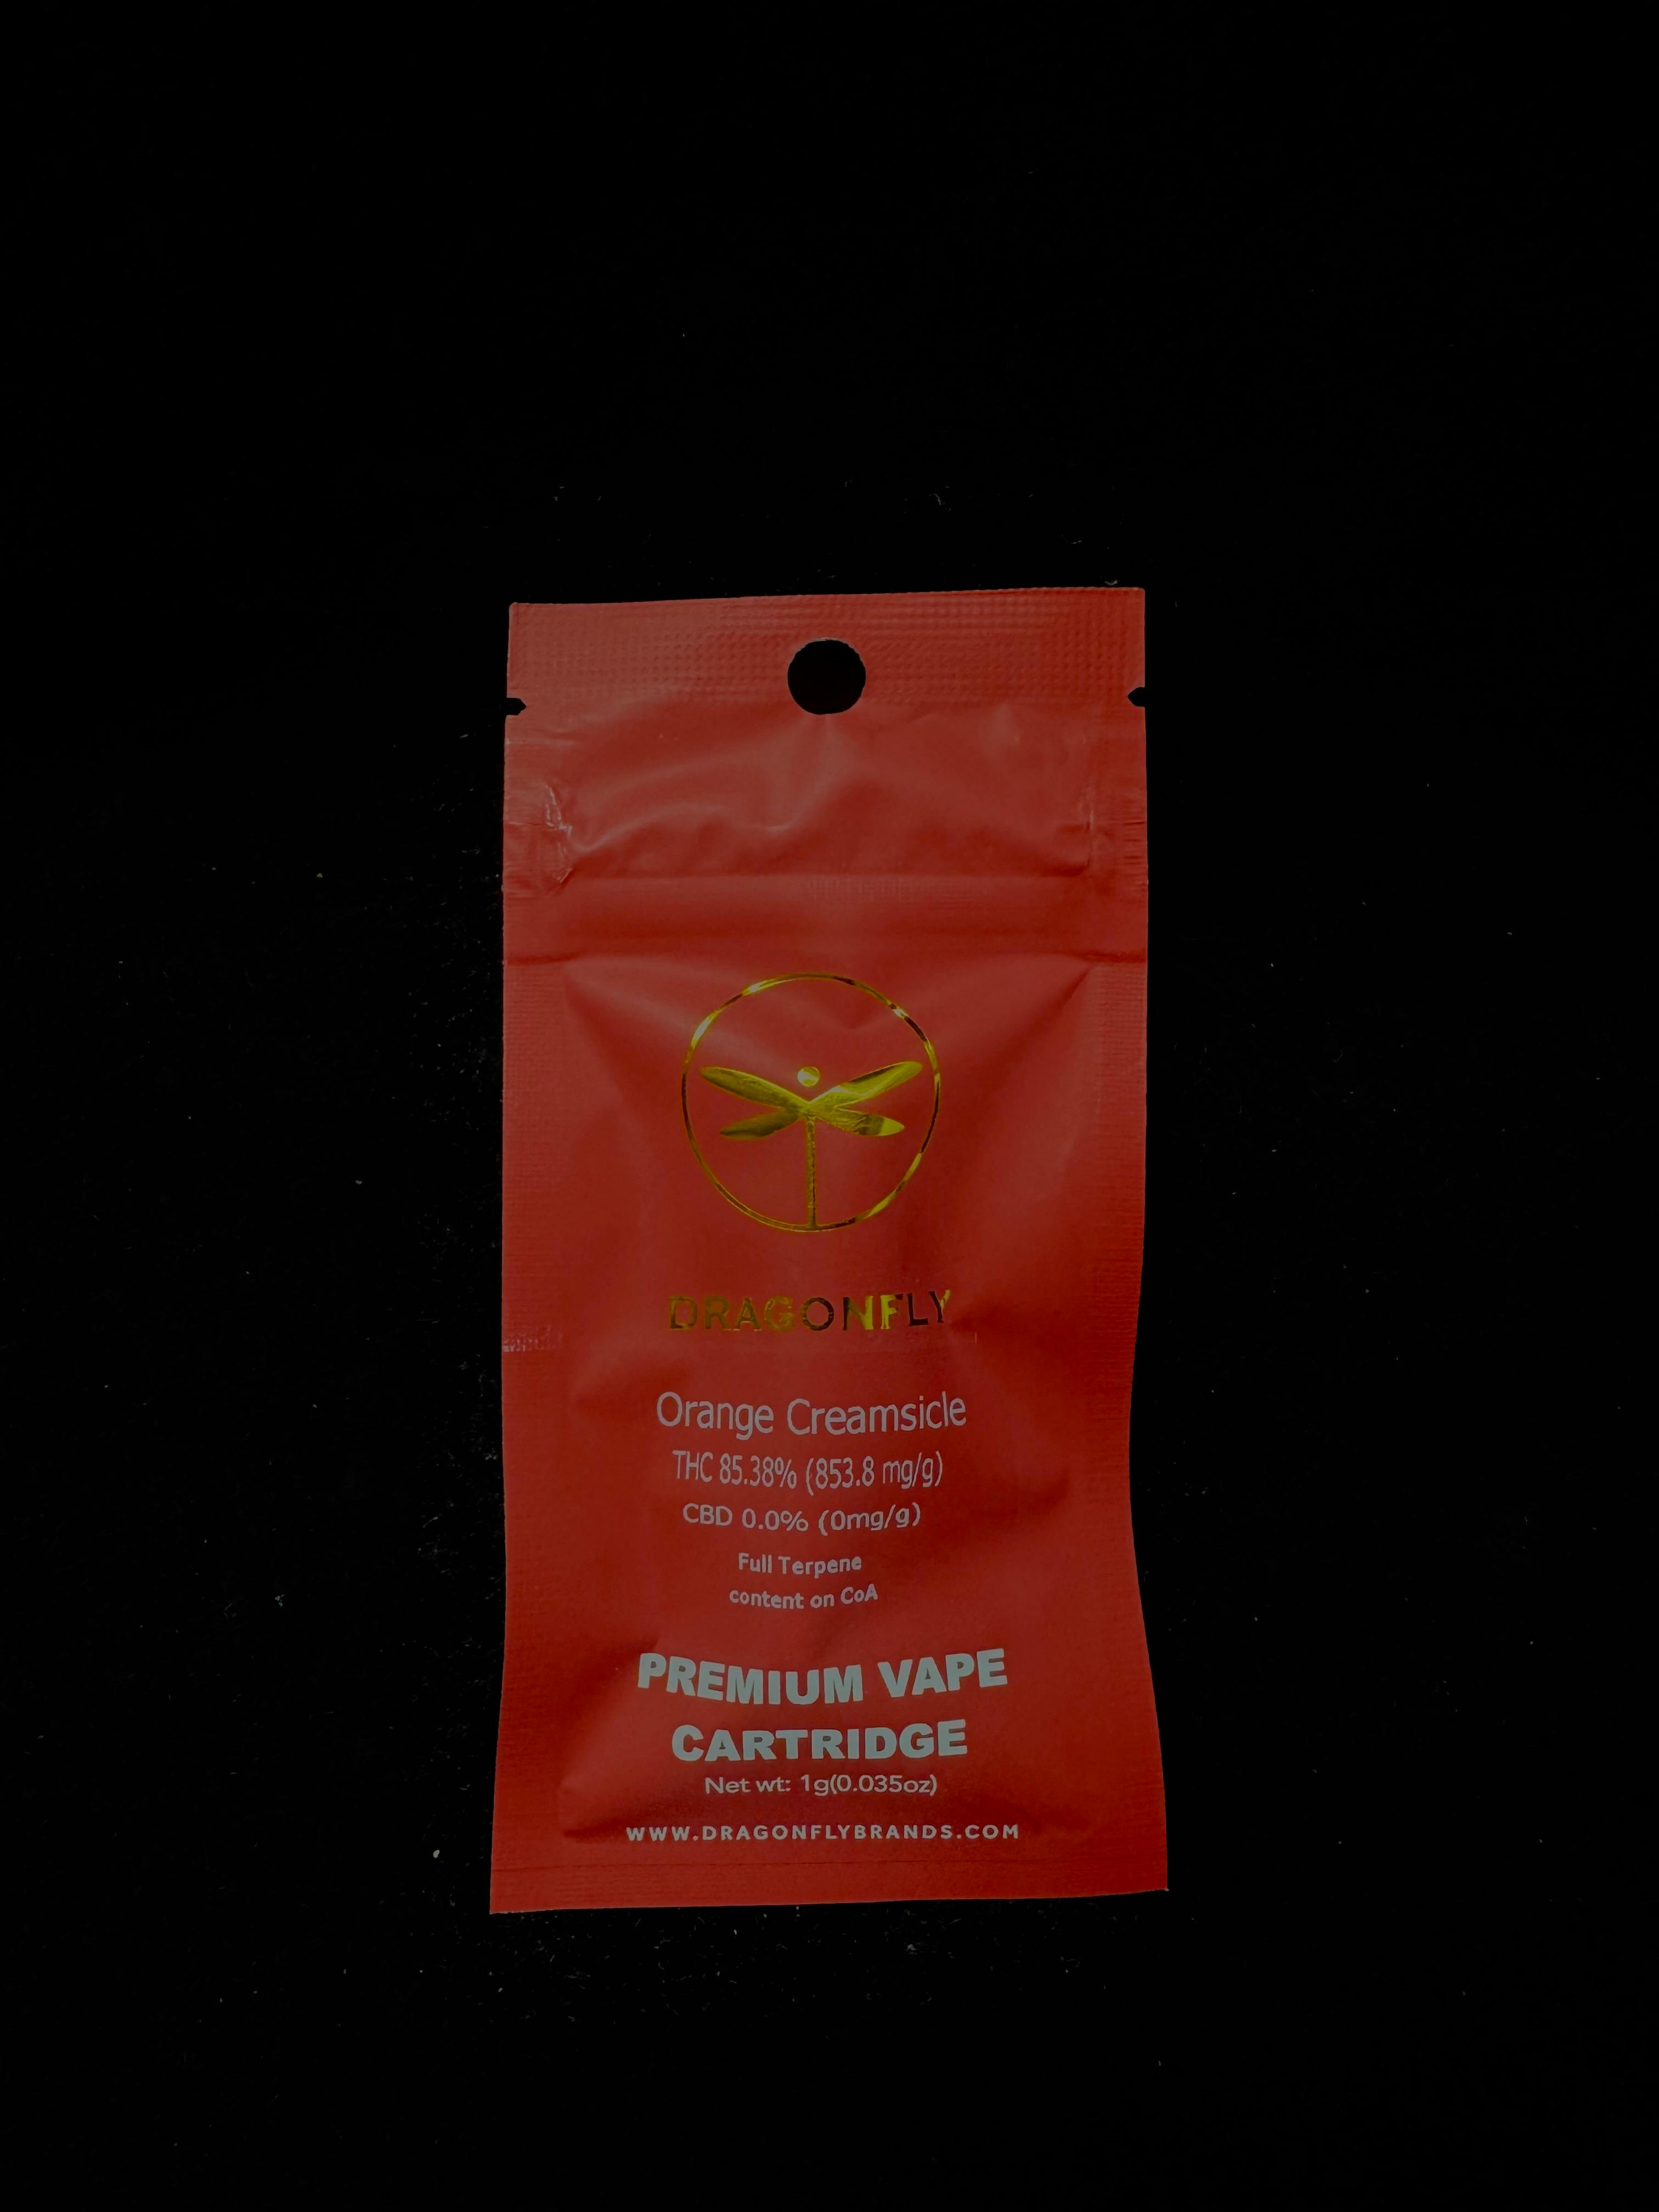 DRAGONFLY
Orange Creamsicle
THC 85.38% (853.8 mg/g)
CBD 0.0% (0mg/g)
Full Terpene
content on CoA
PREMIUM VAPE
CARTRIDGE
Net wt: 1g(0.035oz)
WWW.DRAGONFLYBRANDS.COM